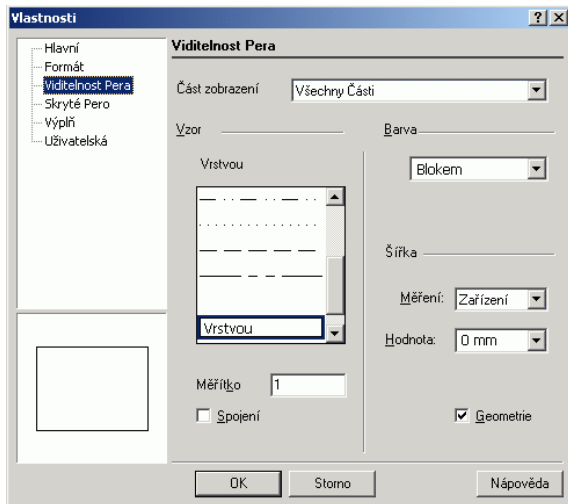 Vlastnosti
Hlavní
Formát
Viditelnost Pera
Skryté Pero
Výplň
Uživatelská
Viditelnost Pera
Část zobrazení
Všechny Části
Vzor
Vrstvou
Vrstvou
Měřítko
1
Spojení
Barva
Blokem
Šířka
Měření:
Zařízení
Hodnota:
0 mm
Geometrie
OK
Storno
Nápověda